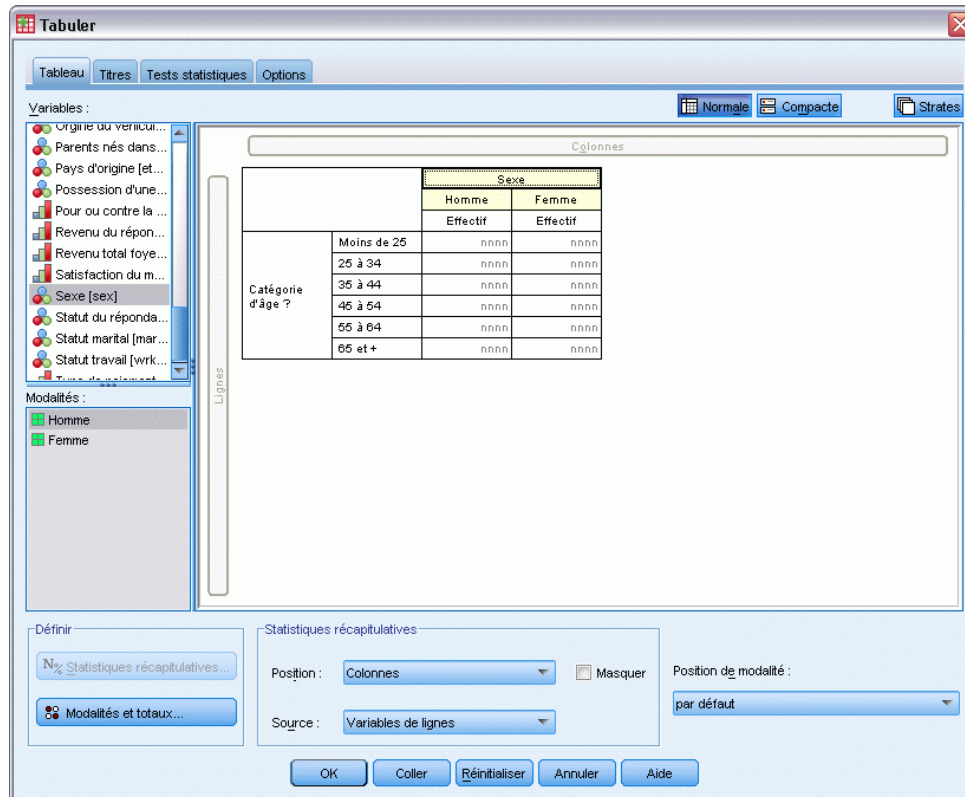 Tabuler
Tableau Titres Tests statistiques Options
Variables :
Normale Compacte Strates
Parents nés dans...
Pays d'origine [et...
Possession d'une...
Pour ou contre la ...
Revenu du répon...
Revenu total foye...
Satisfaction du m...
Sexe [sex]
Statut du réponda...
Statut marital [mar...
Statut travail [wrk...
Modalités :
Homme
Femme
Colonnes
Lignes
Sexe
Homme Femme
Effectif Effectif
Catégorie d'âge ?
Moins de 25 nnnn nnnn
25 à 34 nnnn nnnn
35 à 44 nnnn nnnn
45 à 54 nnnn nnnn
55 à 64 nnnn nnnn
65 et + nnnn nnnn
Définir
N% Statistiques récapitulatives...
Modalités et totaux...
Statistiques récapitulatives
Position : Colonnes Masquer
Source : Variables de lignes
Position de modalité :
par défaut
OK Coller Réinitialiser Annuler Aide